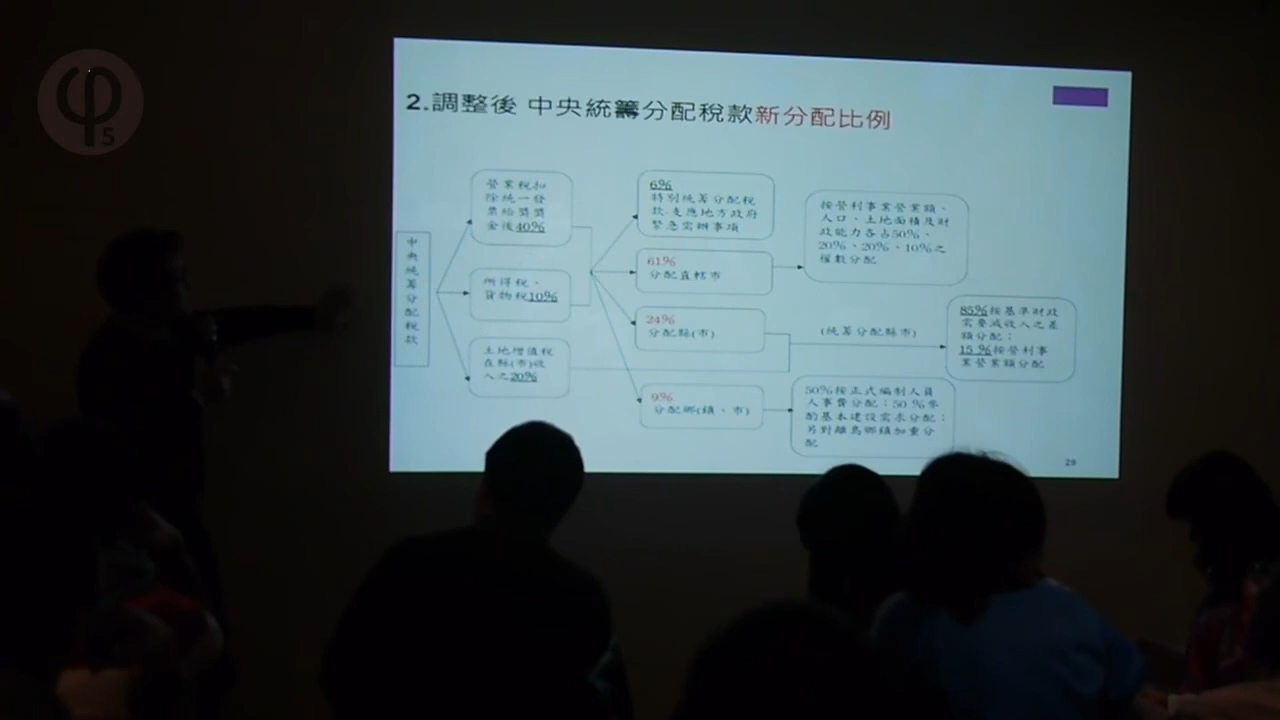 φ5
2.調整後 中央統籌分配稅款新分配比例
中央統籌分配稅款
營業稅扣
除統一發
票給獎獎
金後40%
所得稅、
貨物稅10%
土地增值稅
在縣(市)收
入之20%
6%
特別統籌分配稅
款-支應地方政府
緊急需辦事項
61%
分配直轄市
24%
分配縣(市)
9%
分配鄉(鎮、市)
按營利事業營業額、
人口、土地面積及財
政能力各占50%、
20%、20%、10%之
權數分配
(統籌分配縣市)
85%按基準財政
需要減收入之差
額分配；
15 %按營利事
業營業額分配
50%按正式編制人員
人事費分配；50 %參
酌基本建設需求分配；
另對離島鄉鎮加重分
配
29